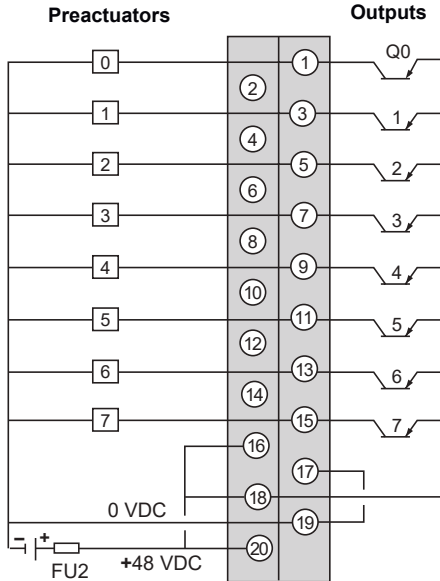 Preactuators Outputs
0 1 Q0
2
1 3 1
4
2 5 2
6
3 7 3
8
4 9 4
10
5 11 5
12
6 13 6
14
7 15 7
16
17
18
0 VDC 19
- + +48 VDC 20
FU2